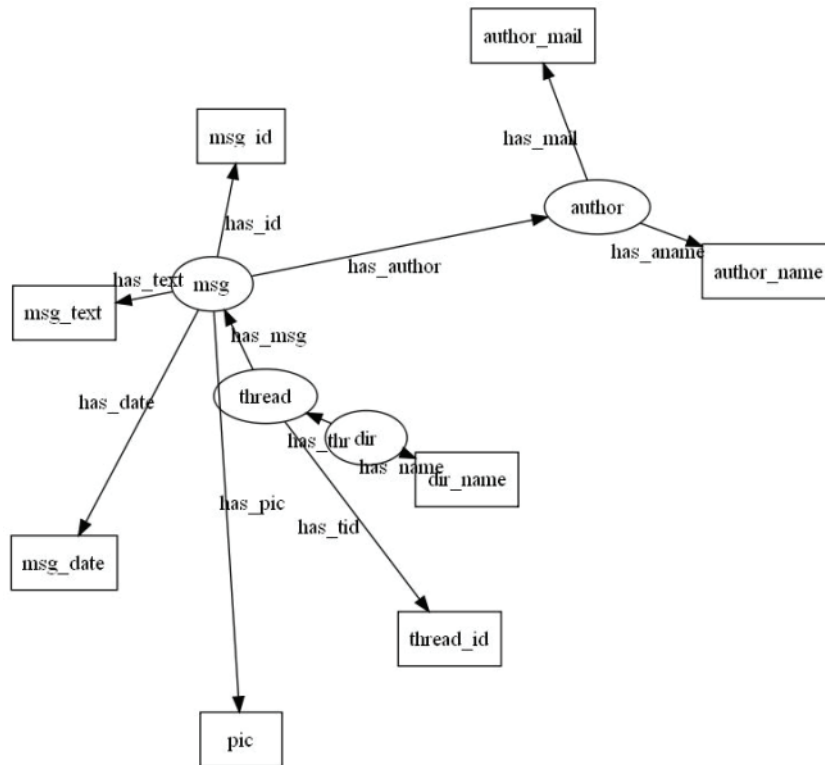 author_mail
msg_id
has_mail
author
has_id
has_author
has_aname
author_name
has_text
msg
msg_text
has_msg
thread
has_date
has_thr
dir
has_name
dir_name
has_pic
has_tid
msg_date
thread_id
pic